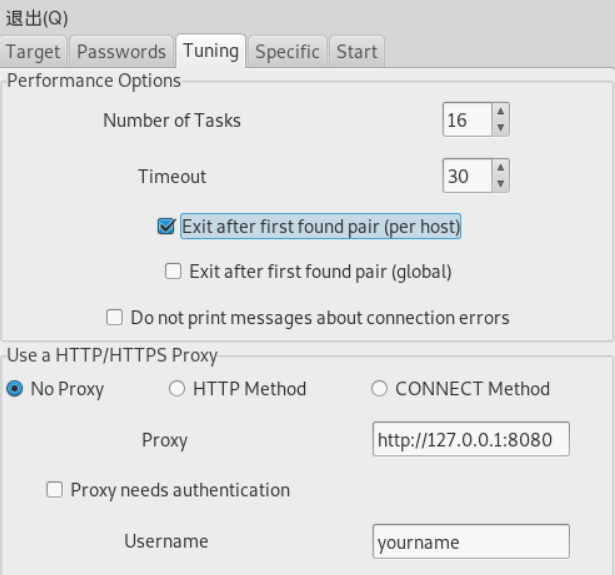 退出(Q)
Target Passwords Tuning Specific Start
Performance Options
Number of Tasks 16
Timeout 30
Exit after first found pair (per host)
Exit after first found pair (global)
Do not print messages about connection errors
Use a HTTP/HTTPS Proxy
No Proxy HTTP Method CONNECT Method
Proxy http://127.0.0.1:8080
Proxy needs authentication
Username yourname